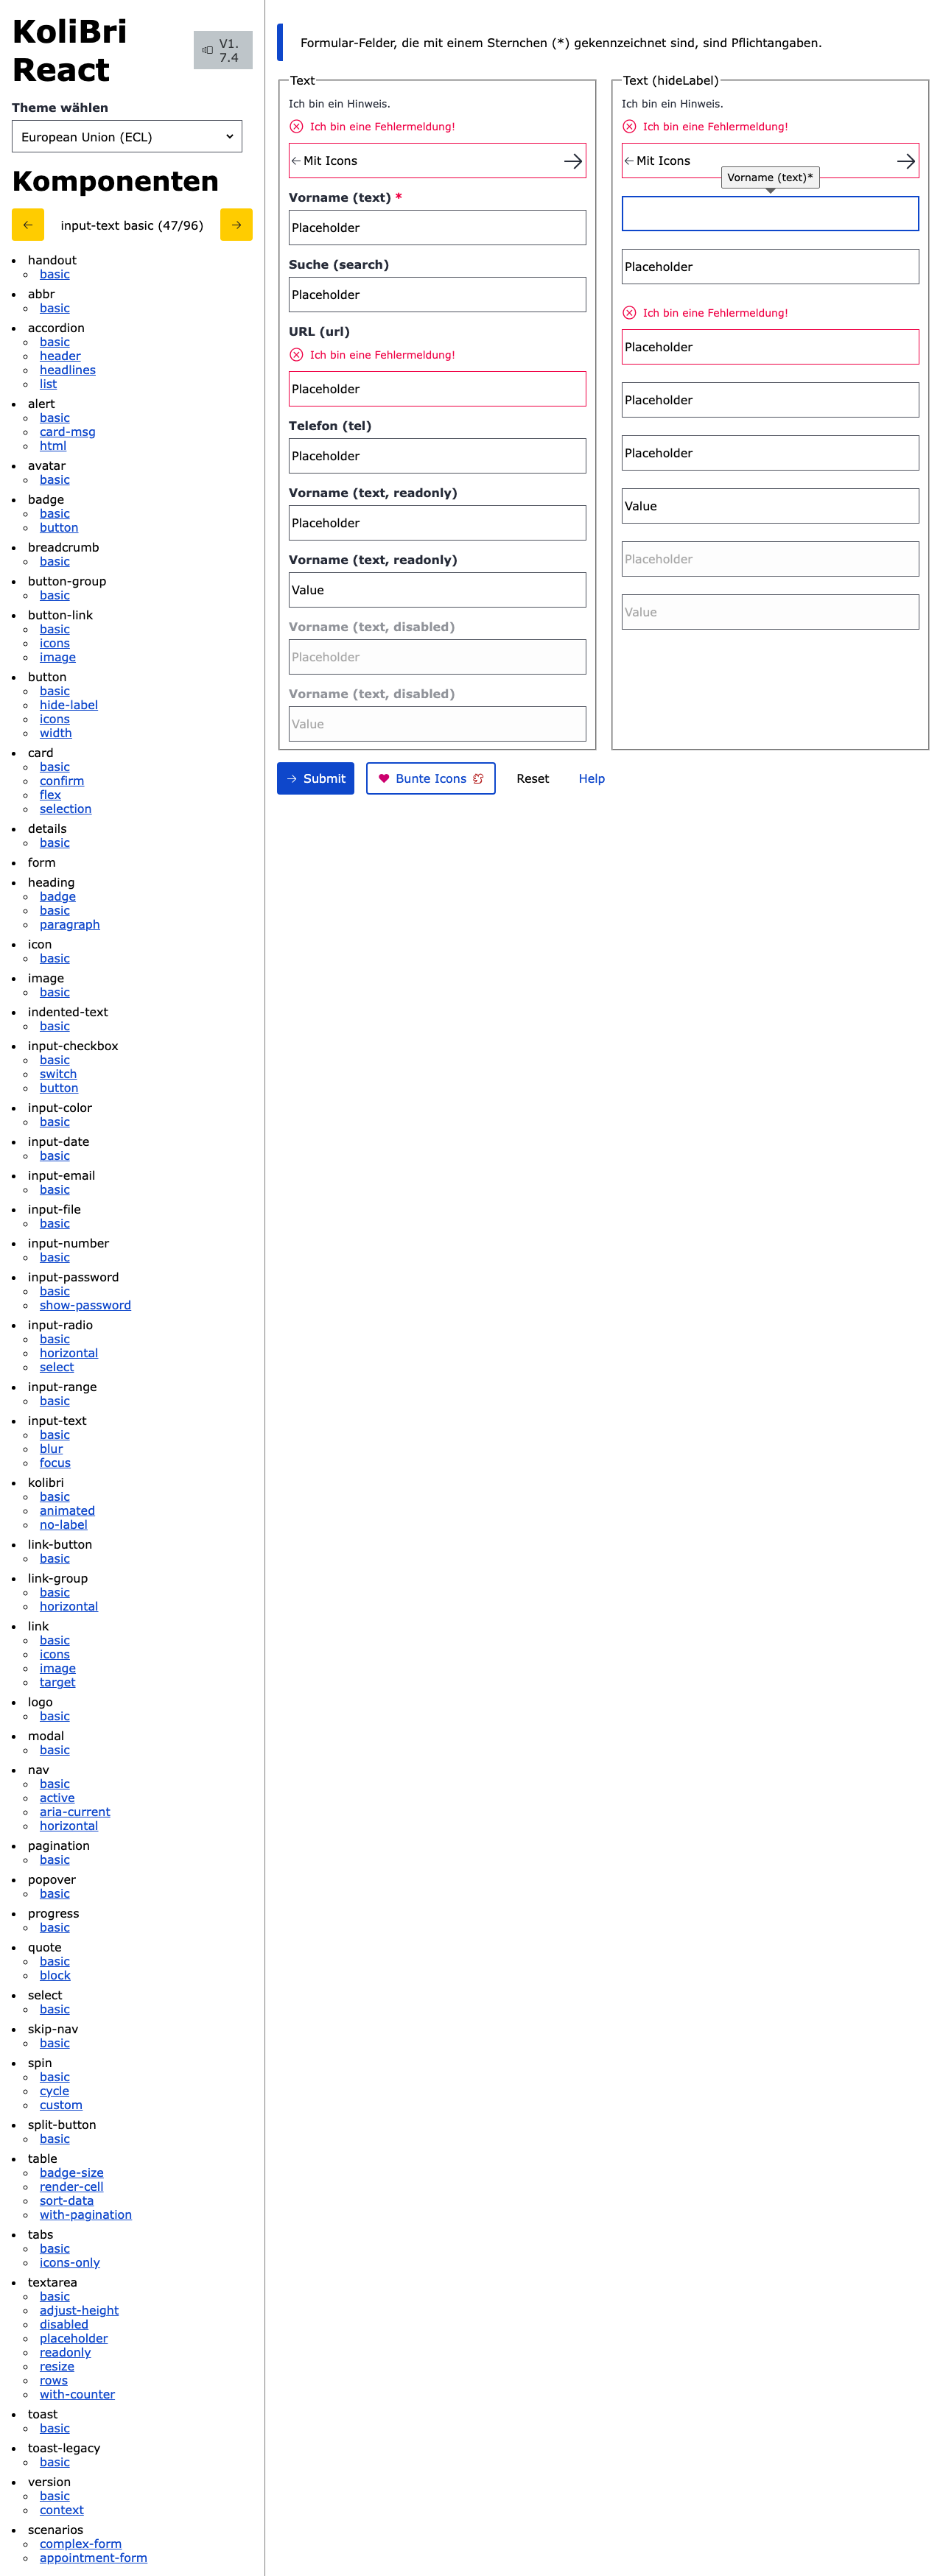 KoliBri
React
V1.
7.4
Theme wählen
European Union (ECL)
Komponenten
← input-text basic (47/96) →
handout
basic
abbr
basic
accordion
basic
header
headlines
list
alert
basic
card-msg
html
avatar
basic
badge
basic
button
breadcrumb
basic
button-group
basic
button-link
basic
icons
image
button
basic
hide-label
icons
width
card
basic
confirm
flex
selection
details
basic
form
heading
badge
basic
paragraph
icon
basic
image
basic
indented-text
basic
input-checkbox
basic
switch
button
input-color
basic
input-date
basic
input-email
basic
input-file
basic
input-number
basic
input-password
basic
show-password
input-radio
basic
horizontal
select
input-range
basic
input-text
basic
blur
focus
kolibri
basic
animated
no-label
link-button
basic
link-group
basic
horizontal
link
basic
icons
image
target
logo
basic
modal
basic
nav
basic
active
aria-current
horizontal
pagination
basic
popover
basic
progress
basic
quote
basic
block
select
basic
skip-nav
basic
spin
basic
cycle
custom
split-button
basic
table
badge-size
render-cell
sort-data
with-pagination
tabs
basic
icons-only
textarea
basic
adjust-height
disabled
placeholder
readonly
resize
rows
with-counter
toast
basic
toast-legacy
basic
version
basic
context
scenarios
complex-form
appointment-form
Formular-Felder, die mit einem Sternchen (*) gekennzeichnet sind, sind Pflichtangaben.
Text
Ich bin ein Hinweis.
Ich bin eine Fehlermeldung!
Mit Icons
Vorname (text) *
Placeholder
Suche (search)
Placeholder
URL (url)
Ich bin eine Fehlermeldung!
Placeholder
Telefon (tel)
Placeholder
Vorname (text, readonly)
Placeholder
Vorname (text, readonly)
Value
Vorname (text, disabled)
Placeholder
Vorname (text, disabled)
Value
Text (hideLabel)
Ich bin ein Hinweis.
Ich bin eine Fehlermeldung!
Mit Icons
Vorname (text)*
Placeholder
Ich bin eine Fehlermeldung!
Placeholder
Placeholder
Placeholder
Value
Placeholder
Value
Submit
Bunte Icons
Reset
Help